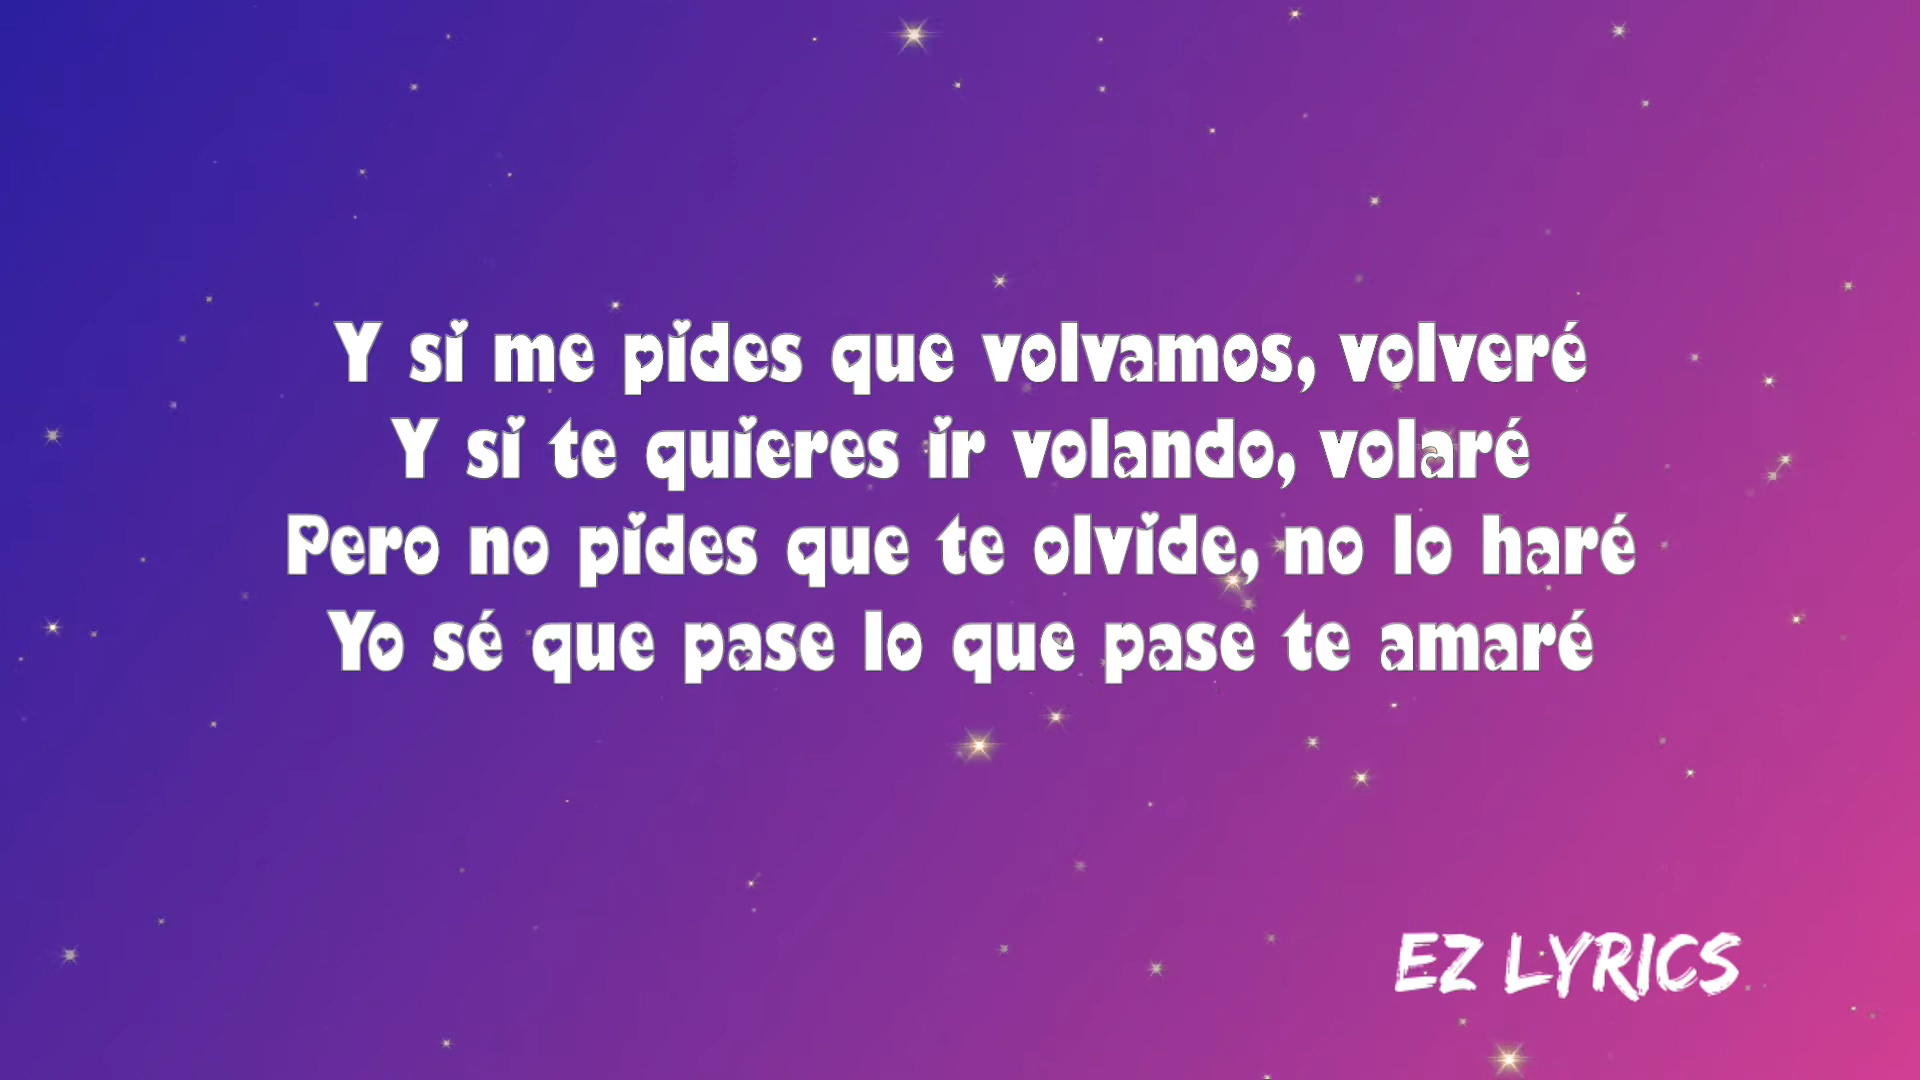 Y si me pides que volvamos, volveré
Y si te quieres ir volando, volaré
Pero no pides que te olvide, no lo haré
Yo sé que pase lo que pase te amaré
EZ LYRICS